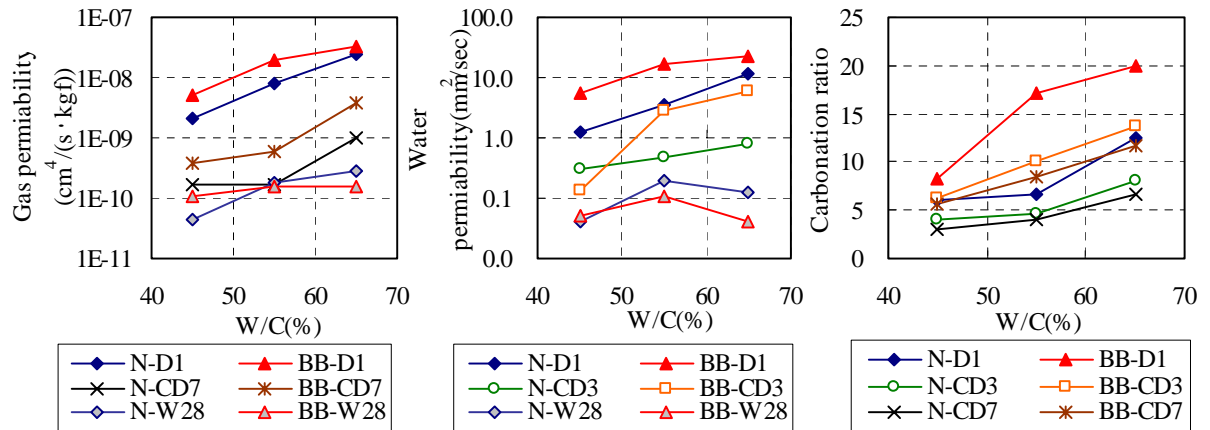 Gas permiability
(cm4/(s・kgf))
1E-07
1E-08
1E-09
1E-10
1E-11
40 50 60 70
W/C(%)
N-D1 BB-D1
N-CD7 BB-CD7
N-W28 BB-W28
Water
permiability(mm2/sec)
100.0
10.0
1.0
0.1
0.0
40 50 60 70
W/C(%)
N-D1 BB-D1
N-CD3 BB-CD3
N-W28 BB-W28
Carbonation ratio
25
20
15
10
5
0
40 50 60 70
W/C(%)
N-D1 BB-D1
N-CD3 BB-CD3
N-CD7 BB-CD7